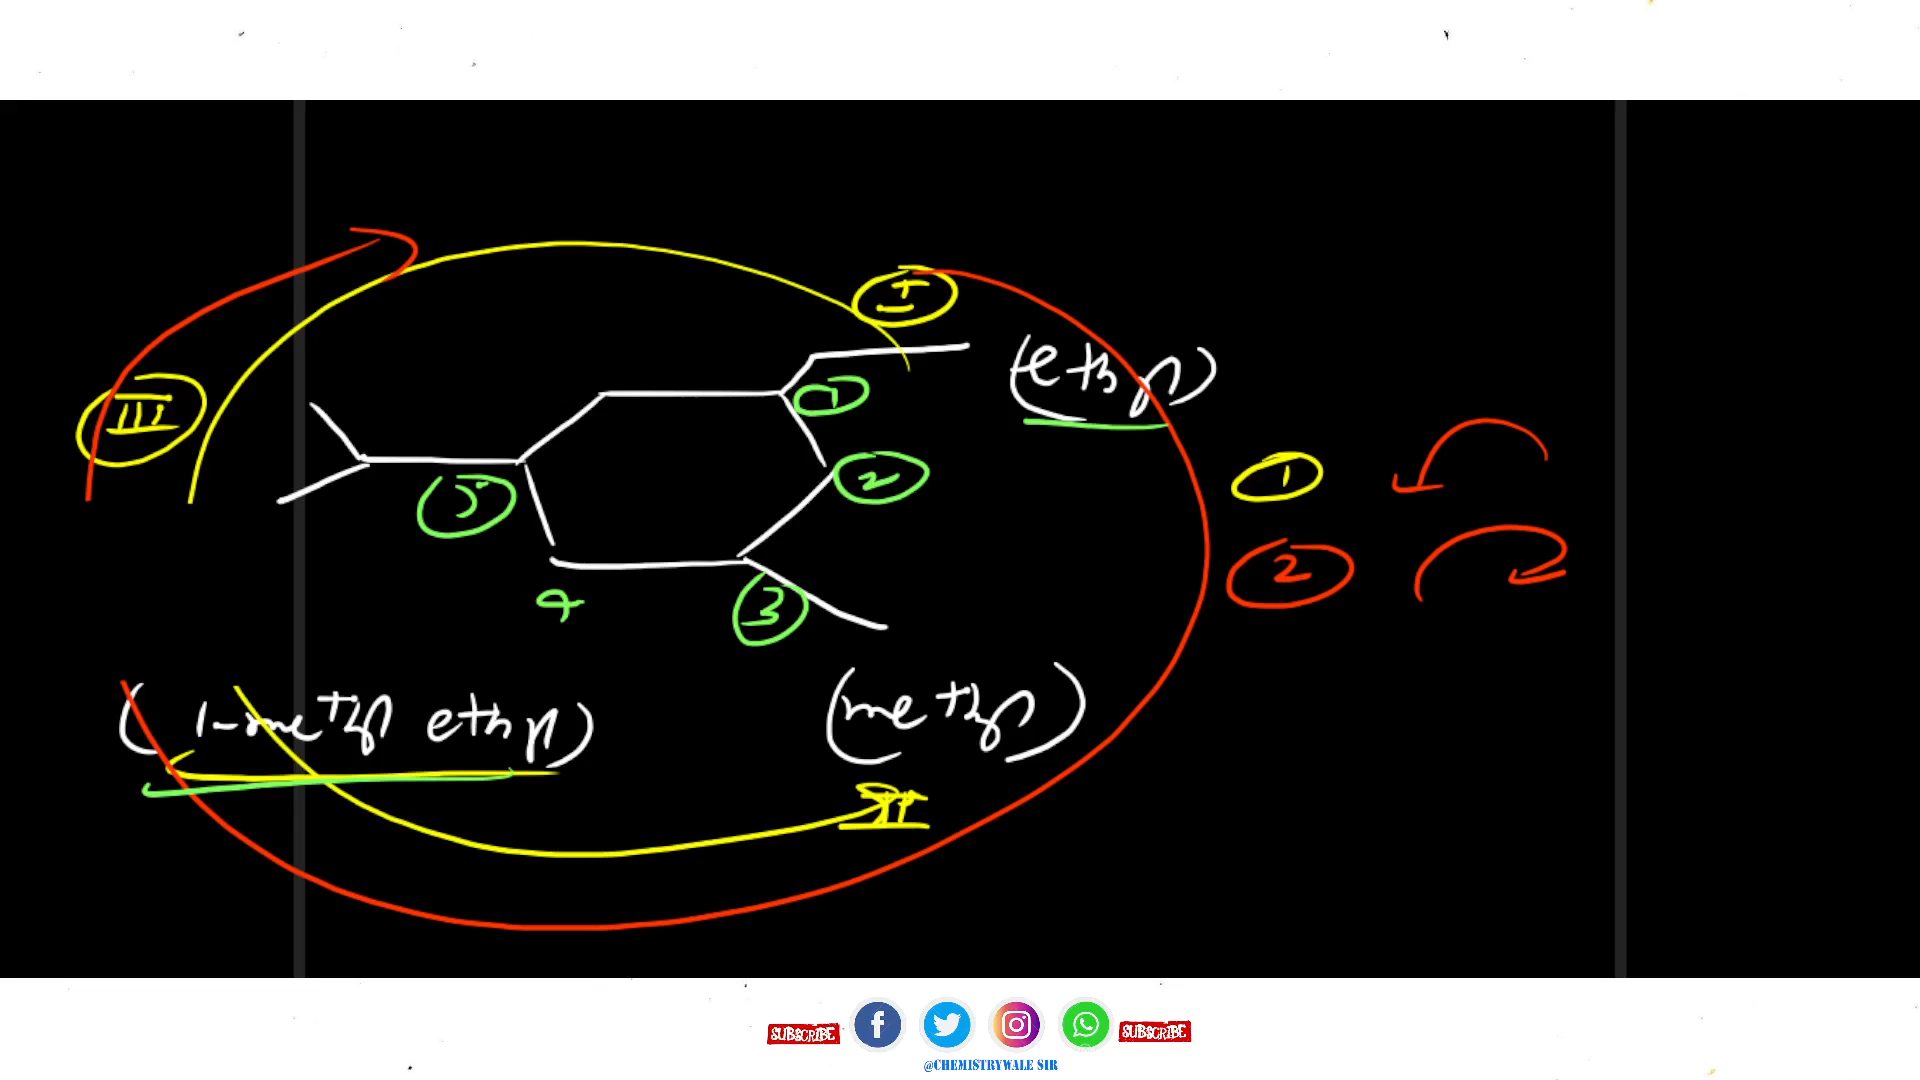 I
(ethyl)
1
III
1
2
5
2
4
3
(1-methyl ethyl)
(methyl)
II
SUBSCRIBE
SUBSCRIBE
@CHEMISTRYWALE SIR